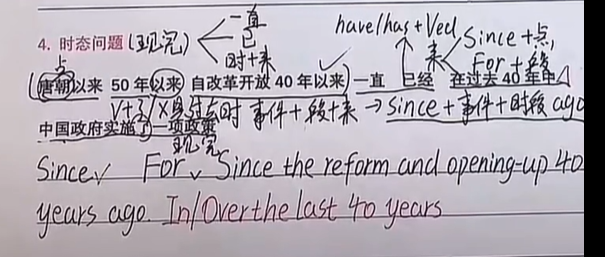 一直
have/has + Ved
Since + 点
4. 时态问题 (现完) 已
时+来
来
For + 段
点
(唐朝以来 50 年以来 自改革开放 40 年以来) 一直 已经 在过去 40 年中
V+了/X 具过去时 事件+段+来 → since + 事件 + 时段 ago
中国政府实施了一项政策
现完
Since✓ For✓ Since the reform and opening-up 40
years ago. In/Over the last 40 years